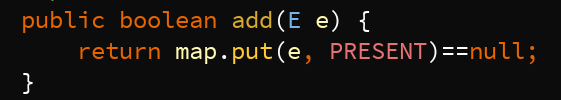 public boolean add(E e) {
    return map.put(e, PRESENT)==null;
}